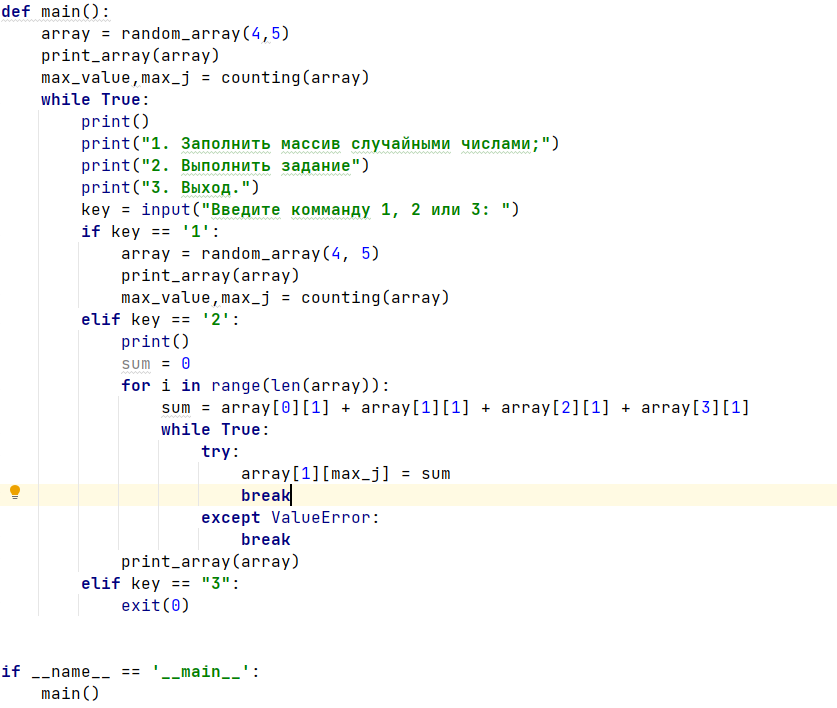 def main():
    array = random_array(4,5)
    print_array(array)
    max_value,max_j = counting(array)
    while True:
        print()
        print("1. Заполнить массив случайными числами;")
        print("2. Выполнить задание")
        print("3. Выход.")
        key = input("Введите комманду 1, 2 или 3: ")
        if key == '1':
            array = random_array(4, 5)
            print_array(array)
            max_value,max_j = counting(array)
        elif key == '2':
            print()
            sum = 0
            for i in range(len(array)):
                sum = array[0][1] + array[1][1] + array[2][1] + array[3][1]
                while True:
                    try:
                        array[1][max_j] = sum
                        break
                    except ValueError:
                        break
            print_array(array)
        elif key == "3":
            exit(0)
if __name__ == '__main__':
    main()